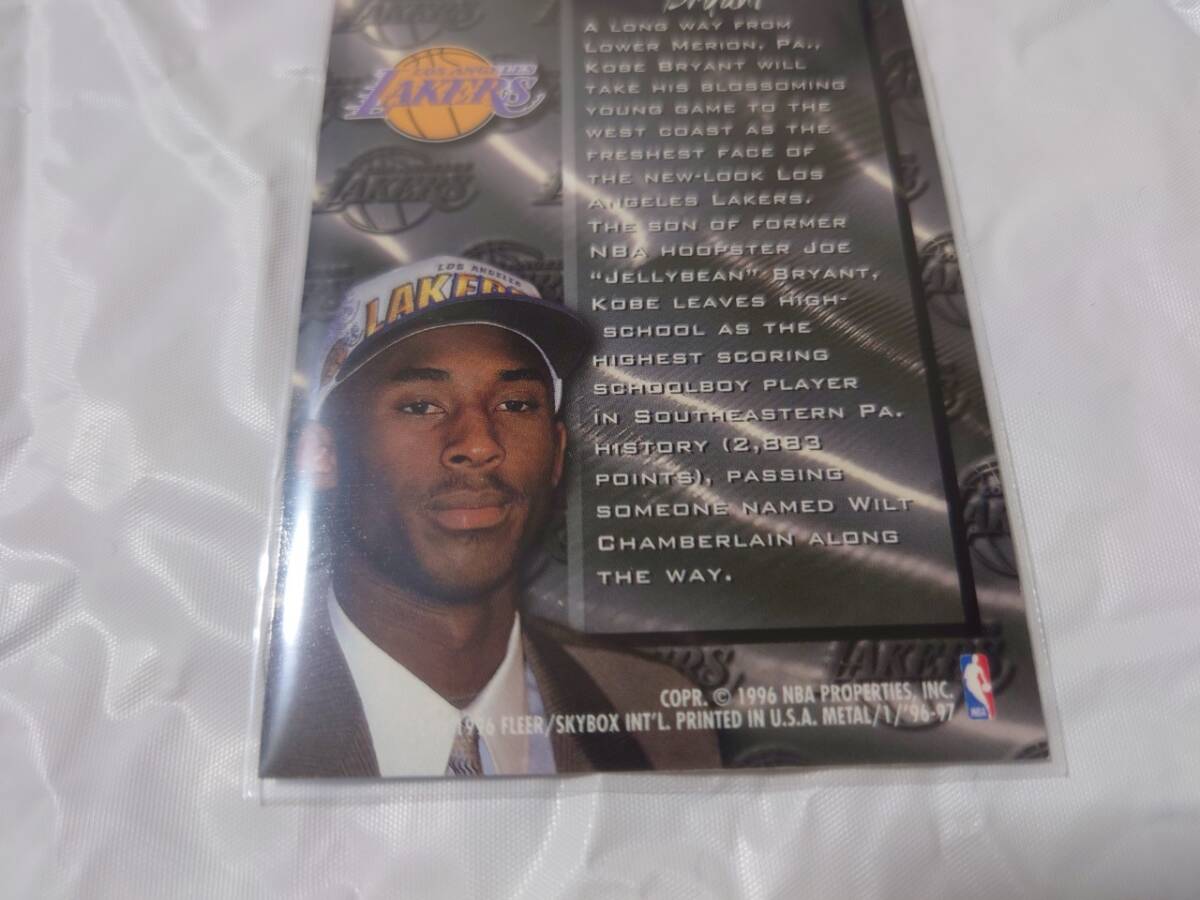 Bryant
A LONG WAY FROM
LOWER MERION, PA.,
KOBE BRYANT WILL
TAKE HIS BLOSSOMING
YOUNG GAME TO THE
WEST COAST AS THE
FRESHEST FACE OF
THE NEW-LOOK LOS
ANGELES LAKERS.
THE SON OF FORMER
NBA HOOPSTER JOE
"JELLYBEAN" BRYANT,
KOBE LEAVES HIGH-
SCHOOL AS THE
HIGHEST SCORING
SCHOOLBOY PLAYER
IN SOUTHEASTERN PA.
HISTORY (2,883
POINTS), PASSING
SOMEONE NAMED WILT
CHAMBERLAIN ALONG
THE WAY.
LOS ANGELES
LAKERS
LAKERS
LOS ANGELES
LAKERS
LAKERS
COPR. © 1996 NBA PROPERTIES, INC.
1996 FLEER/SKYBOX INT'L. PRINTED IN U.S.A. METAL/1/'96-97
NBA